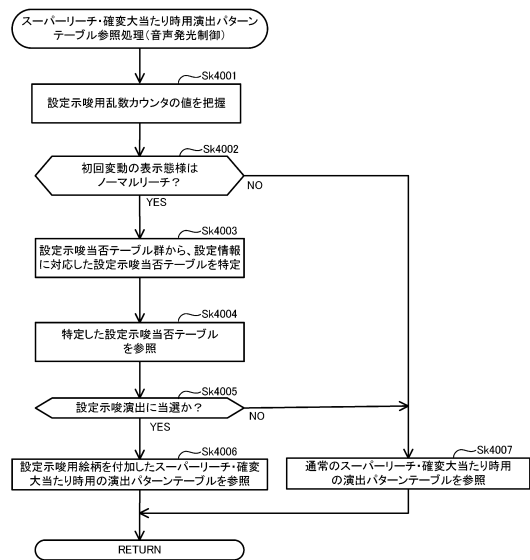 スーパーリーチ・確変大当たり時用演出パターン
テーブル参照処理(音声発光制御)
Sk4001
設定示唆用乱数カウンタの値を把握
Sk4002
初回変動の表示態様は
ノーマルリーチ？
NO
YES
Sk4003
設定示唆当否テーブル群から、設定情報
に対応した設定示唆当否テーブルを特定
Sk4004
特定した設定示唆当否テーブル
を参照
Sk4005
設定示唆演出に当選か？
NO
YES
Sk4006
設定示唆用絵柄を付加したスーパーリーチ・確変
大当たり時用の演出パターンテーブルを参照
Sk4007
通常のスーパーリーチ・確変大当たり時用
の演出パターンテーブルを参照
RETURN